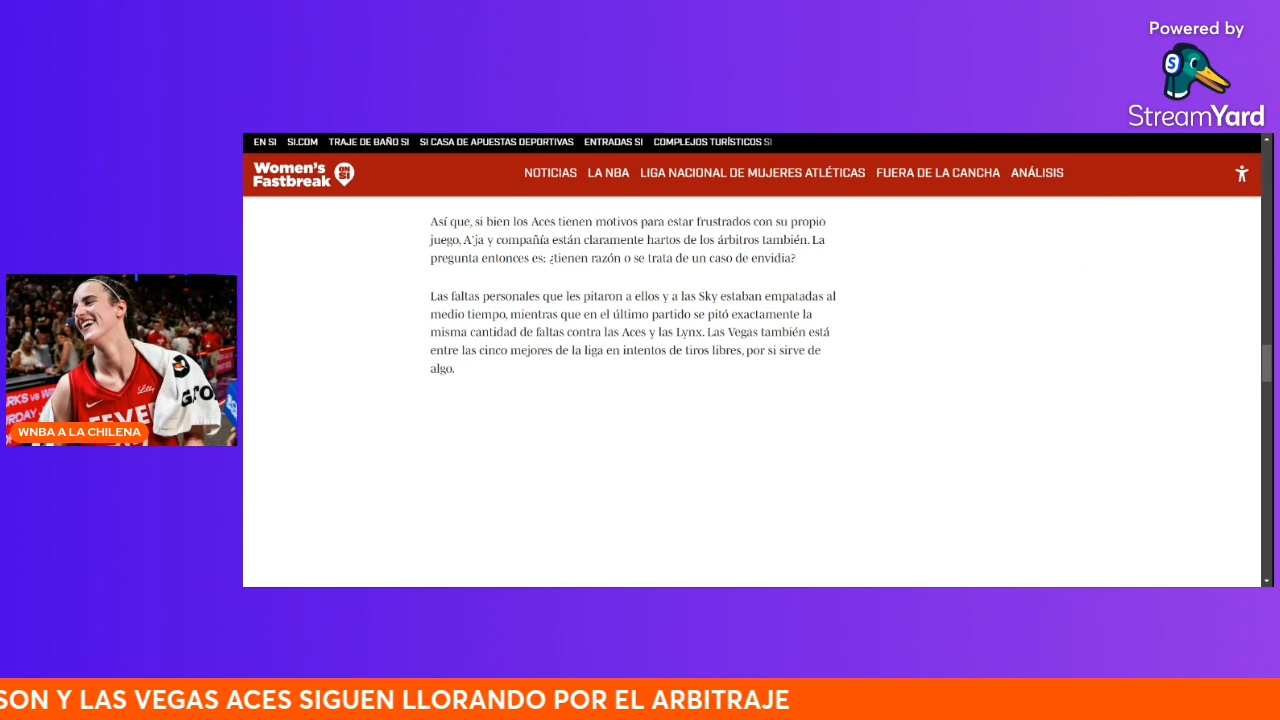 Powered by
StreamYard
EN SI SI.COM TRAJE DE BAÑO SI SI CASA DE APUESTAS DEPORTIVAS ENTRADAS SI COMPLEJOS TURÍSTICOS SI
Women's
Fastbreak
ON
SI
NOTICIAS LA NBA LIGA NACIONAL DE MUJERES ATLÉTICAS FUERA DE LA CANCHA ANÁLISIS
Así que, si bien los Aces tienen motivos para estar frustrados con su propio
juego, A'ja y compañía están claramente hartos de los árbitros también. La
pregunta entonces es: ¿tienen razón o se trata de un caso de envidia?
Las faltas personales que les pitaron a ellos y a las Sky estaban empatadas al
medio tiempo, mientras que en el último partido se pitó exactamente la
misma cantidad de faltas contra las Aces y las Lynx. Las Vegas también está
entre las cinco mejores de la liga en intentos de tiros libres, por si sirve de
algo.
Lilly
FEVER
WNBA A LA CHILENA
SON Y LAS VEGAS ACES SIGUEN LLORANDO POR EL ARBITRAJE